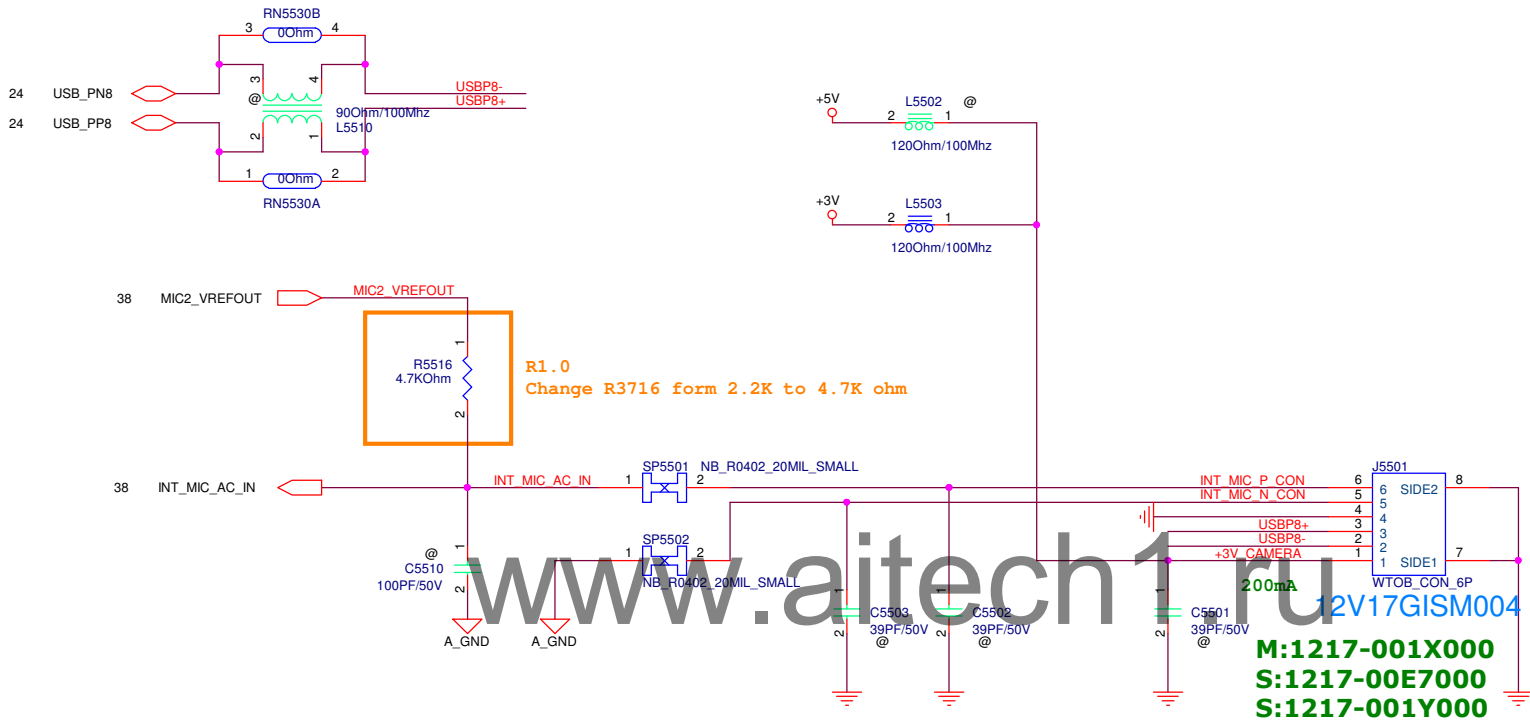 RN5530B
3 0Ohm 4
24 USB_PN8
3 4
@
USBP8-
USBP8+
90Ohm/100Mhz
L5510
24 USB_PP8
2 1
1 0Ohm 2
RN5530A
+5V
L5502 @
2 1
120Ohm/100Mhz
+3V
L5503
2 1
120Ohm/100Mhz
38 MIC2_VREFOUT
MIC2_VREFOUT
1
R5516
4.7KOhm
2
R1.0
Change R3716 form 2.2K to 4.7K ohm
38 INT_MIC_AC_IN
INT_MIC_AC_IN
SP5501 NB_R0402_20MIL_SMALL
1 2
SP5502
1 2
NB_R0402_20MIL_SMALL
@
1
C5510
100PF/50V
2
A_GND
A_GND
1
C5503
39PF/50V
2
@
1
C5502
39PF/50V
2
@
1
C5501
39PF/50V
2
@
J5501
INT_MIC_P_CON 6 6 SIDE2 8
INT_MIC_N_CON 5 5
4 4
USBP8+ 3 3
USBP8- 2 2
+3V_CAMERA 1 1 SIDE1 7
200mA
WTOB_CON_6P
12V17GISM004
M:1217-001X000
S:1217-00E7000
S:1217-001Y000
www.aitech1.ru